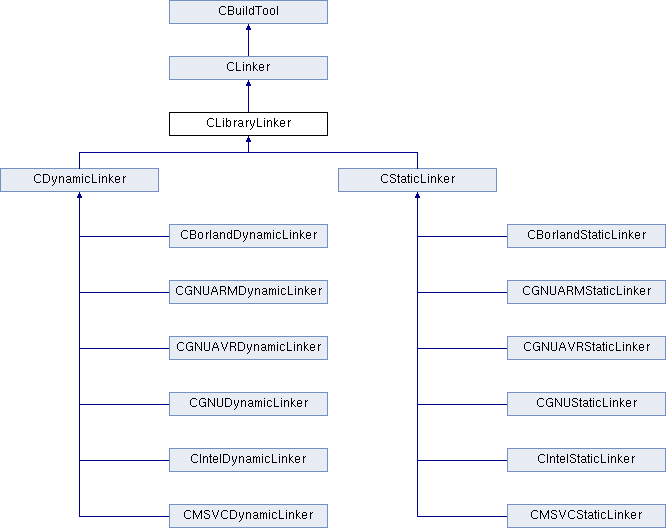 CBuildTool
CLinker
CLibraryLinker
CDynamicLinker
CStaticLinker
CBorlandDynamicLinker
CBorlandStaticLinker
CGNUARMDynamicLinker
CGNUARMStaticLinker
CGNUAVRDynamicLinker
CGNUAVRStaticLinker
CGNUDynamicLinker
CGNUStaticLinker
CIntelDynamicLinker
CIntelStaticLinker
CMSVCDynamicLinker
CMSVCStaticLinker